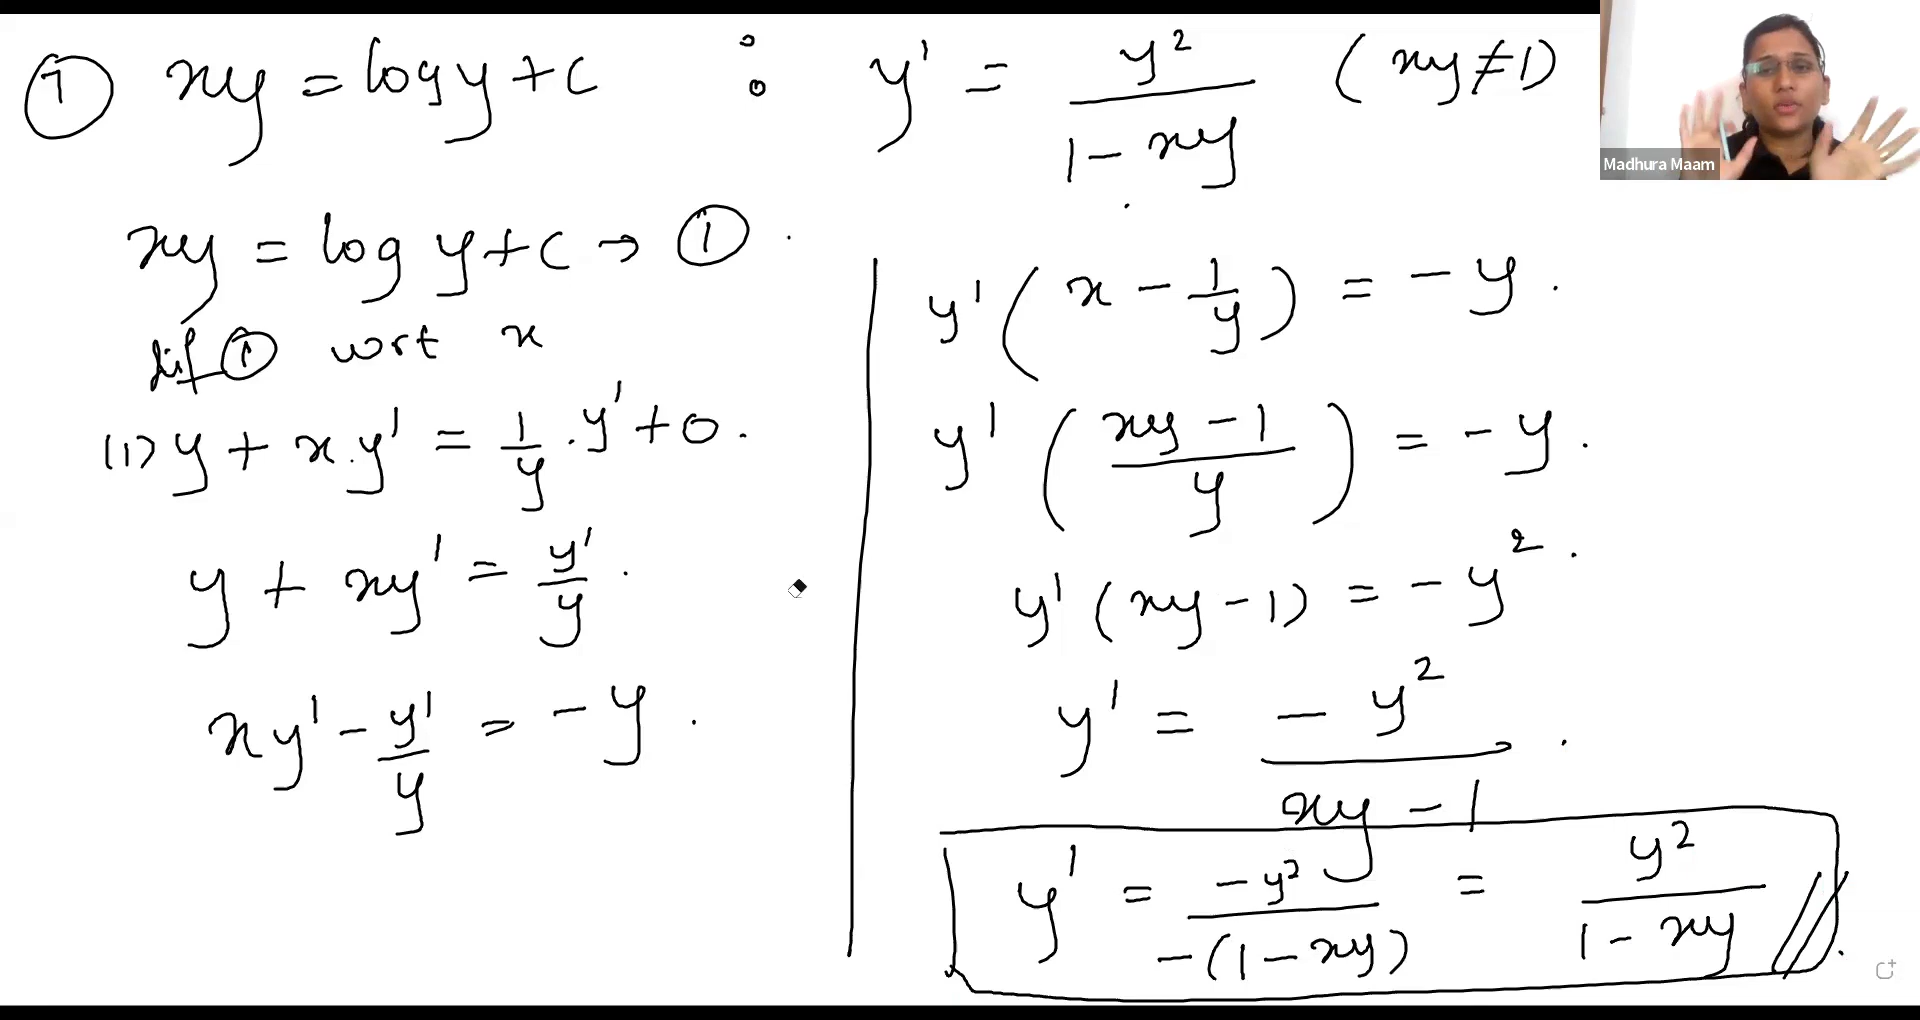 ① xy = log y + c : y' = y²/(1 - xy) (xy ≠ 1)
Madhura Maam
xy = log y + c → ①.
dif ① wrt x
(1) y + x.y' = 1/y . y' + 0.
y + xy' = y'/y.
xy' - y'/y = -y.
y' (x - 1/y) = -y.
y' ((xy - 1)/y) = -y.
y' (xy - 1) = -y².
y' = -y²/(xy - 1).
y' = -y²/-(1 - xy) = y²/(1 - xy) //.